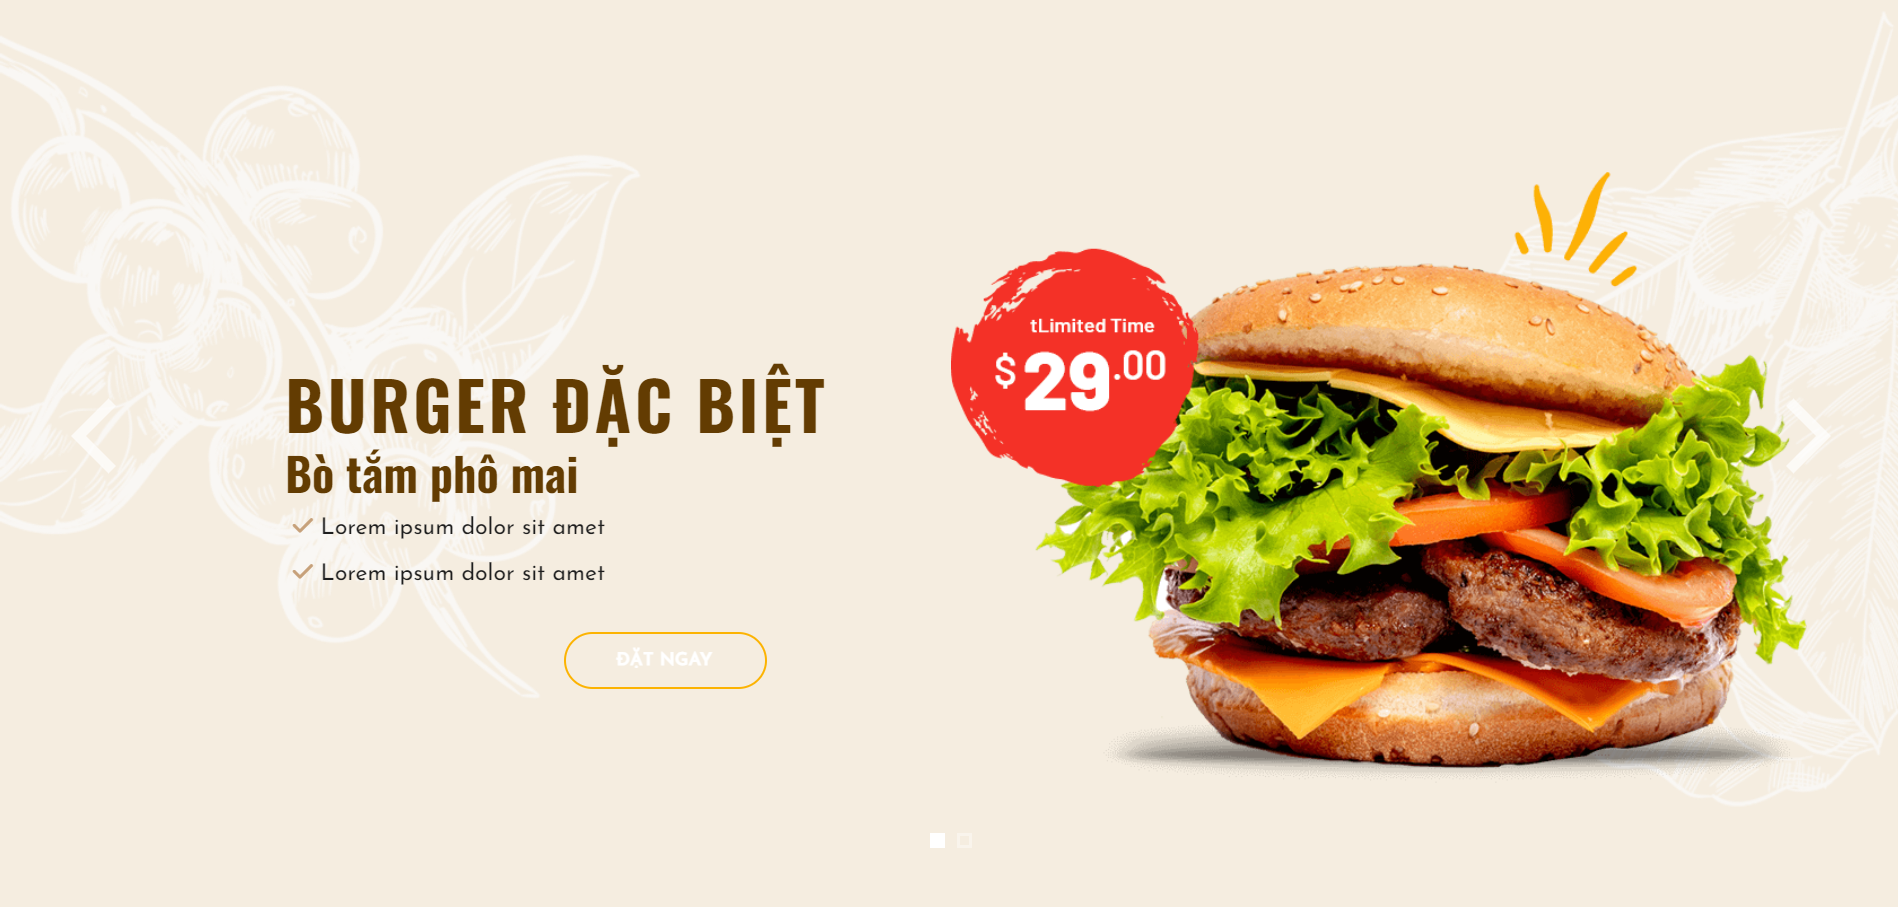 BURGER ĐẶC BIỆT
Bò tắm phô mai
Lorem ipsum dolor sit amet
Lorem ipsum dolor sit amet
ĐẶT NGAY
tLimited Time
$29.00